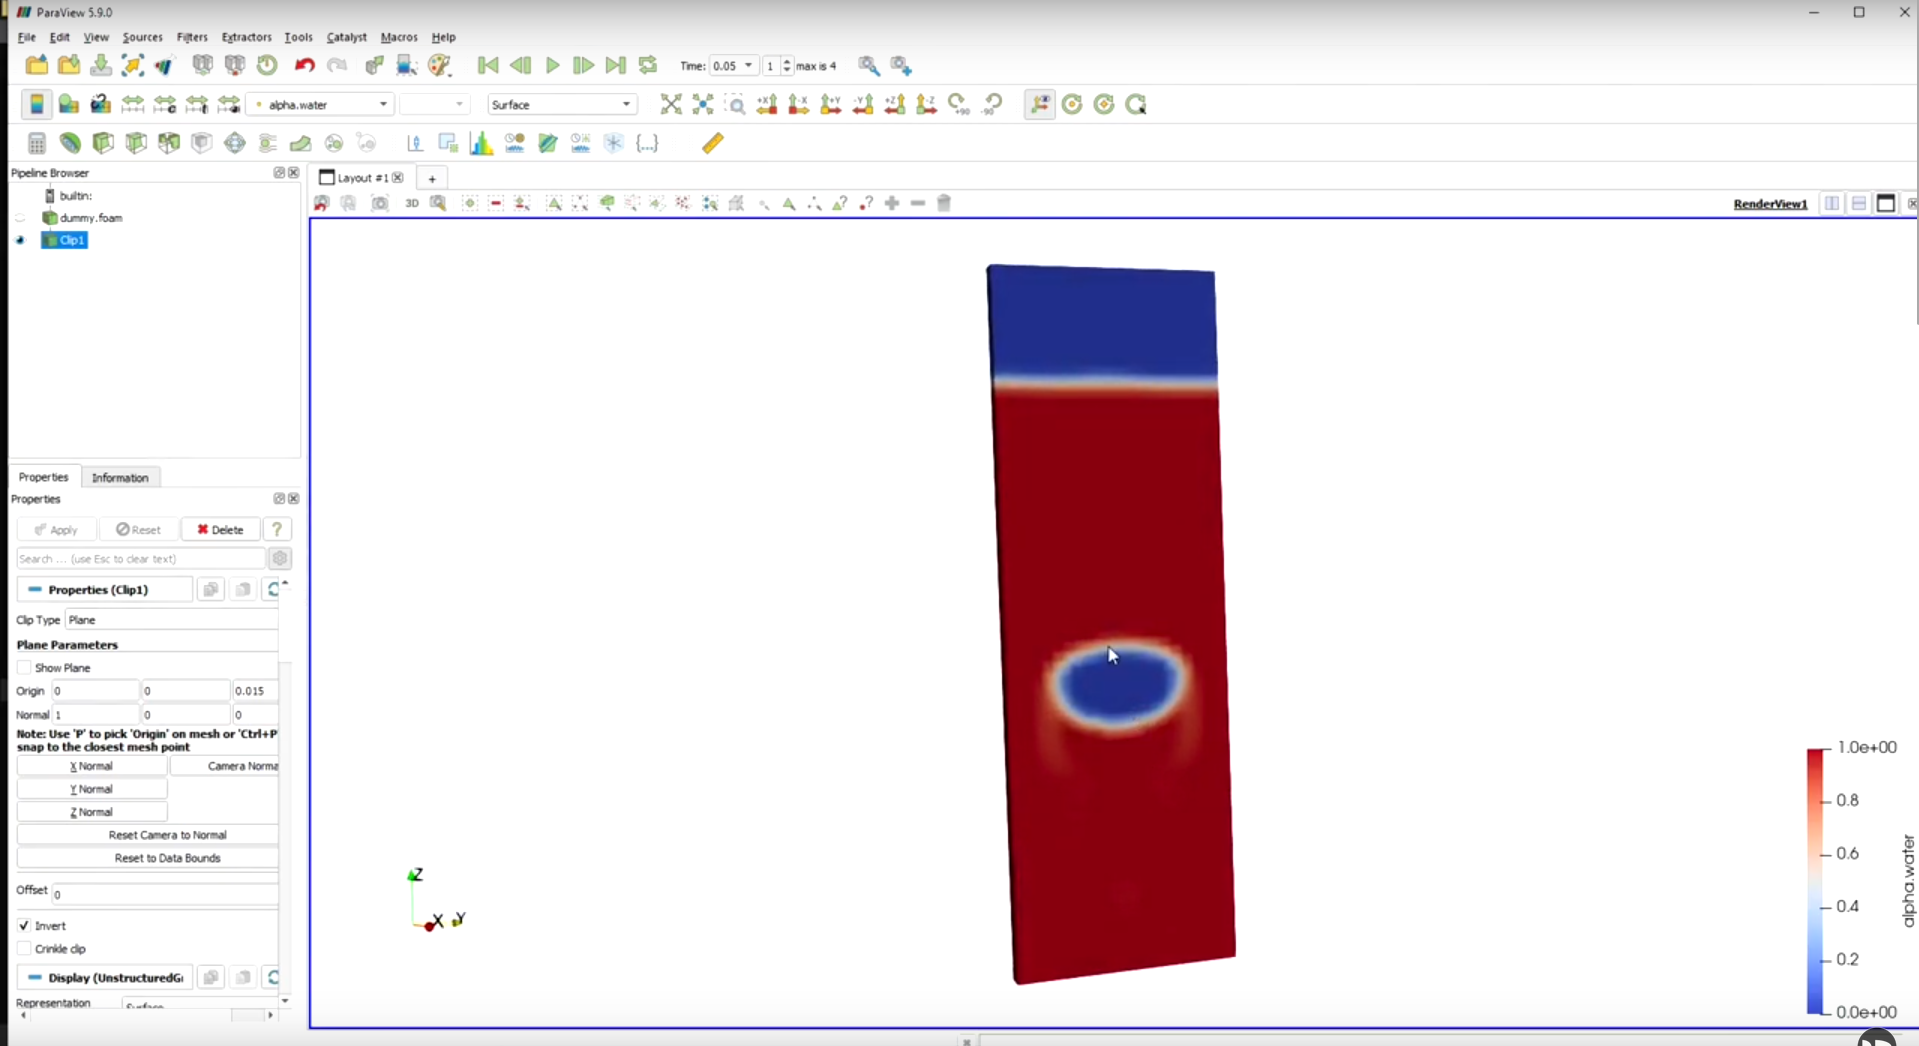 ParaView 5.9.0
File Edit View Sources Filters Extractors Tools Catalyst Macros Help
Time: 0.05 1 max is 4
alpha.water Surface
+X -X +Y -Y +Z -Z +90 -90
Pipeline Browser
Layout #1 +
builtin:
dummy.foam
Clip1
3D
RenderView1
Properties Information
Properties
Apply Reset Delete ?
Search ... (use Esc to clear text)
Properties (Clip1)
Clip Type Plane
Plane Parameters
Show Plane
Origin 0 0 0.015
Normal 1 0 0
Note: Use 'P' to pick 'Origin' on mesh or 'Ctrl+P'
snap to the closest mesh point
X Normal Camera Norma
Y Normal
Z Normal
Reset Camera to Normal
Reset to Data Bounds
Offset 0
Invert
Crinkle clip
Display (UnstructuredG
Representation Surface
Z
X Y
1.0e+00
0.8
0.6
0.4
0.2
0.0e+00
alpha.water